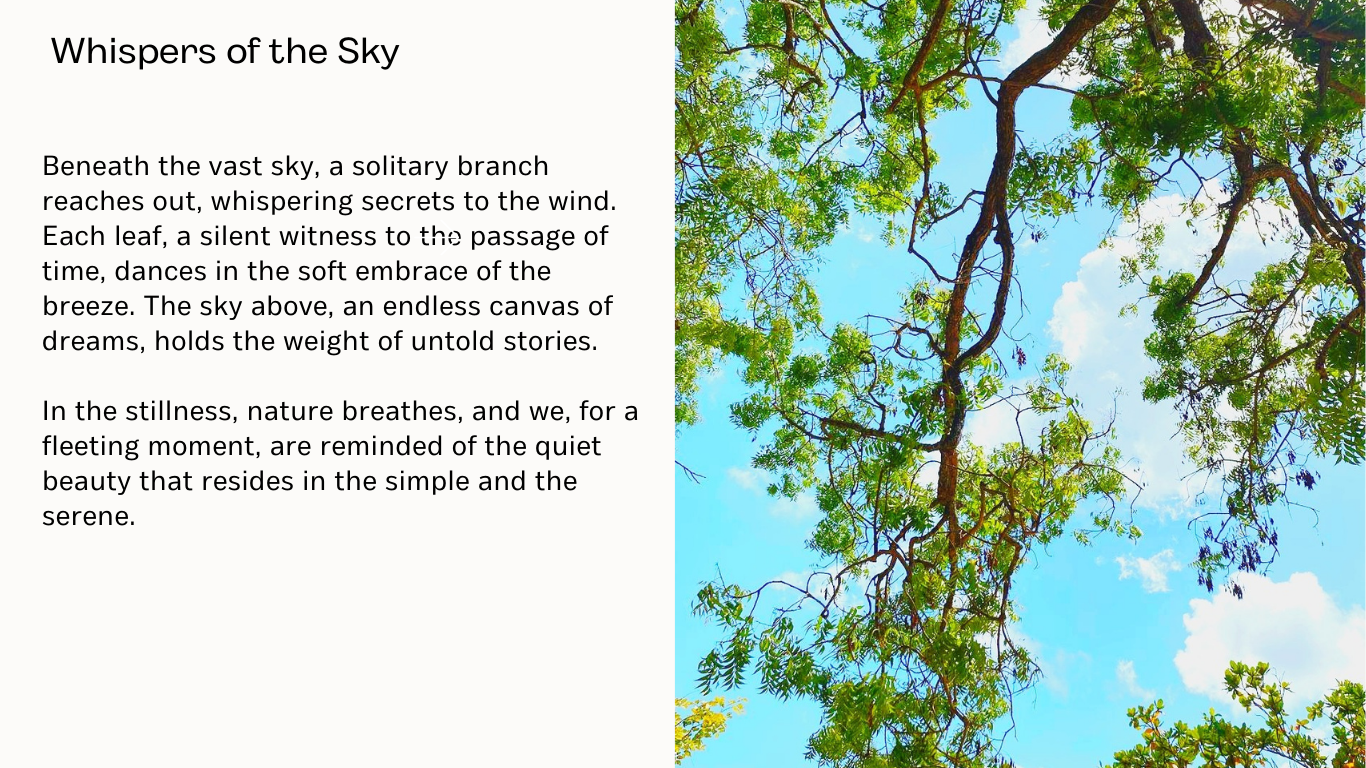 Whispers of the Sky
Beneath the vast sky, a solitary branch
reaches out, whispering secrets to the wind.
Each leaf, a silent witness to the passage of
time, dances in the soft embrace of the
breeze. The sky above, an endless canvas of
dreams, holds the weight of untold stories.
In the stillness, nature breathes, and we, for a
fleeting moment, are reminded of the quiet
beauty that resides in the simple and the
serene.